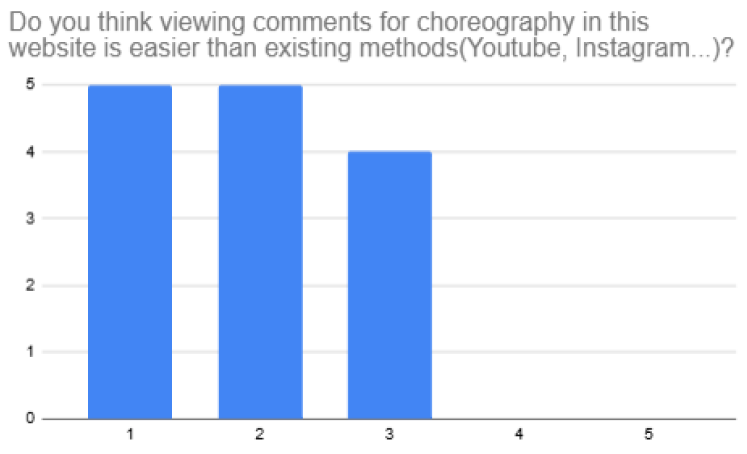 Do you think viewing comments for choreography in this
website is easier than existing methods(Youtube, Instagram...)?
5
4
3
2
1
0
1 2 3 4 5